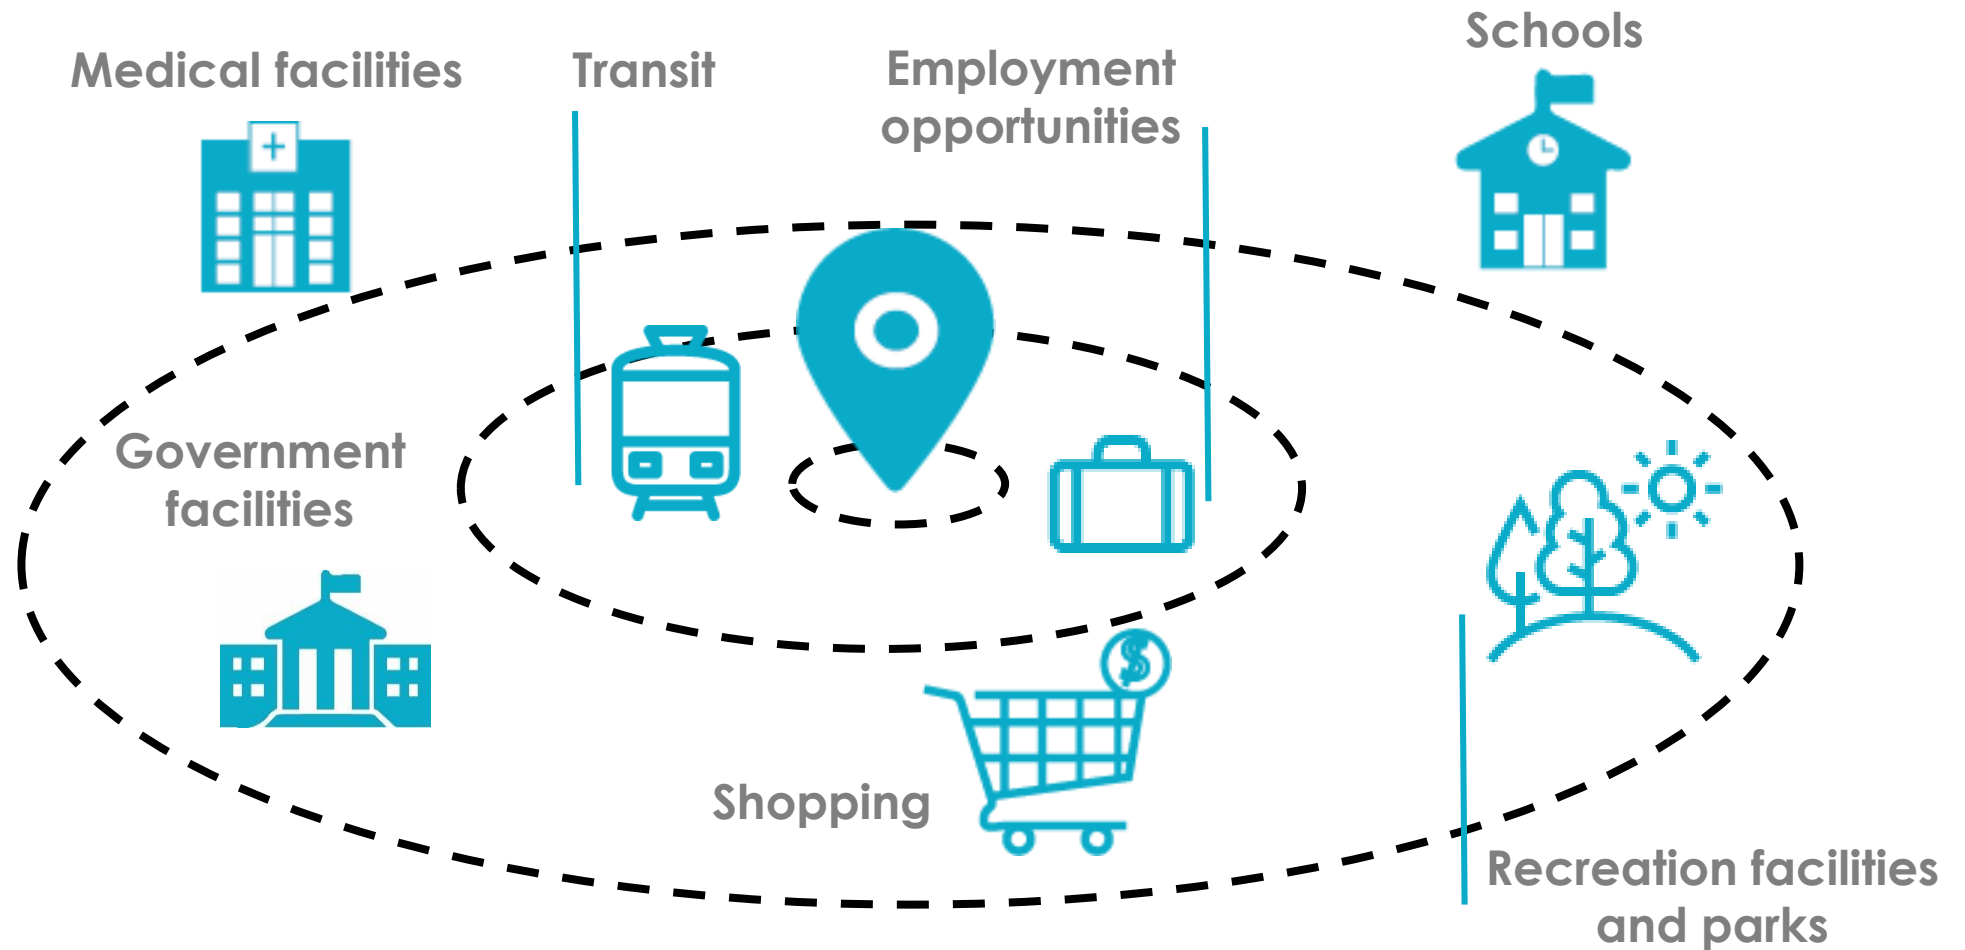 Schools
Medical facilities
Transit
Employment
opportunities
Government
facilities
$
Shopping
Recreation facilities
and parks